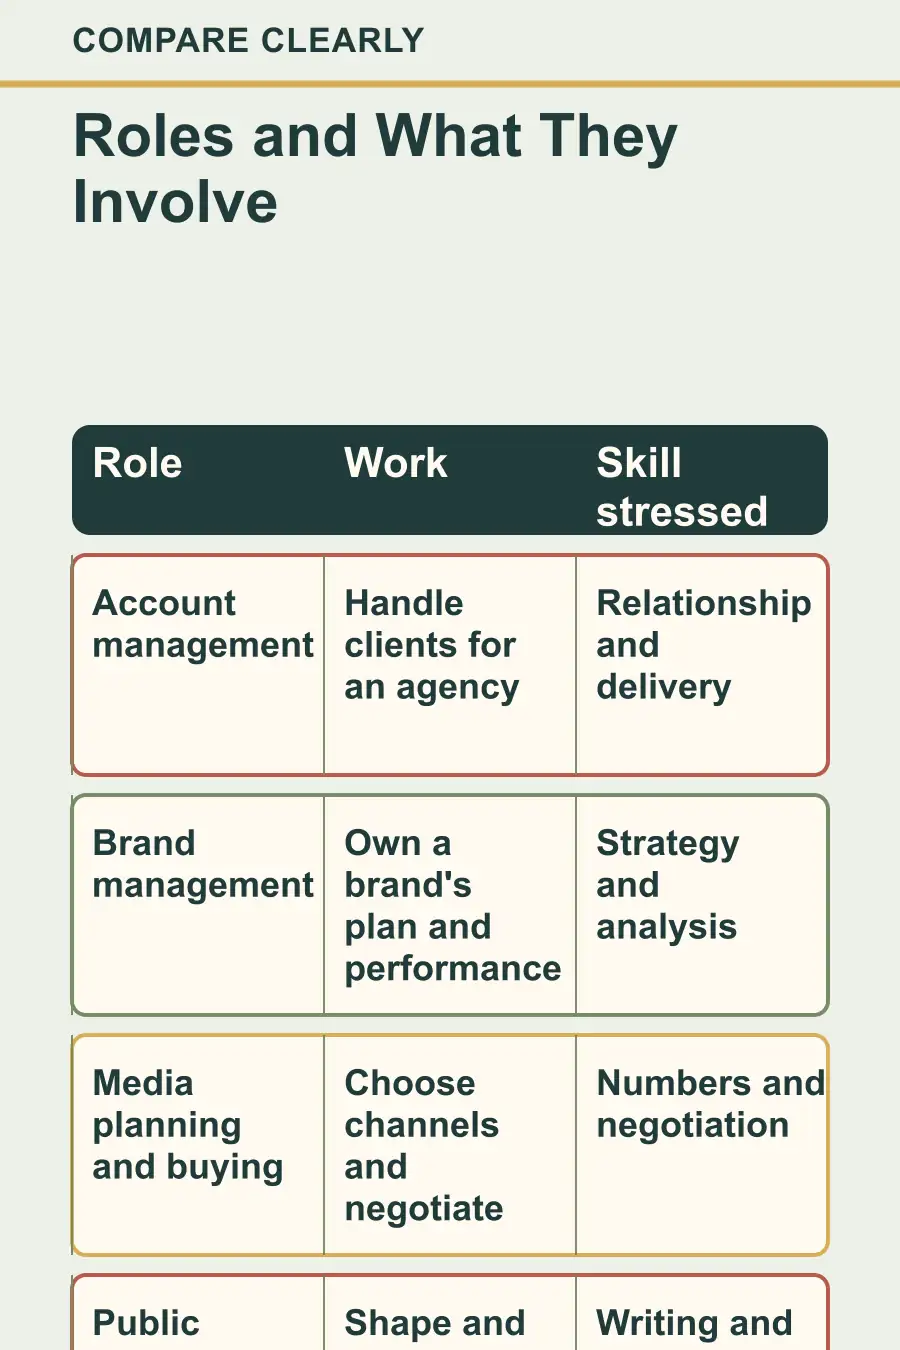 COMPARE CLEARLY
Roles and What They
Involve
Role
Work
Skill
stressed
Account
management
Handle
clients for
an agency
Relationship
and
delivery
Brand
management
Own a
brand's
plan and
performance
Strategy
and
analysis
Media
planning
and buying
Choose
channels
and
negotiate
Numbers and
negotiation
Public
Shape and
Writing and